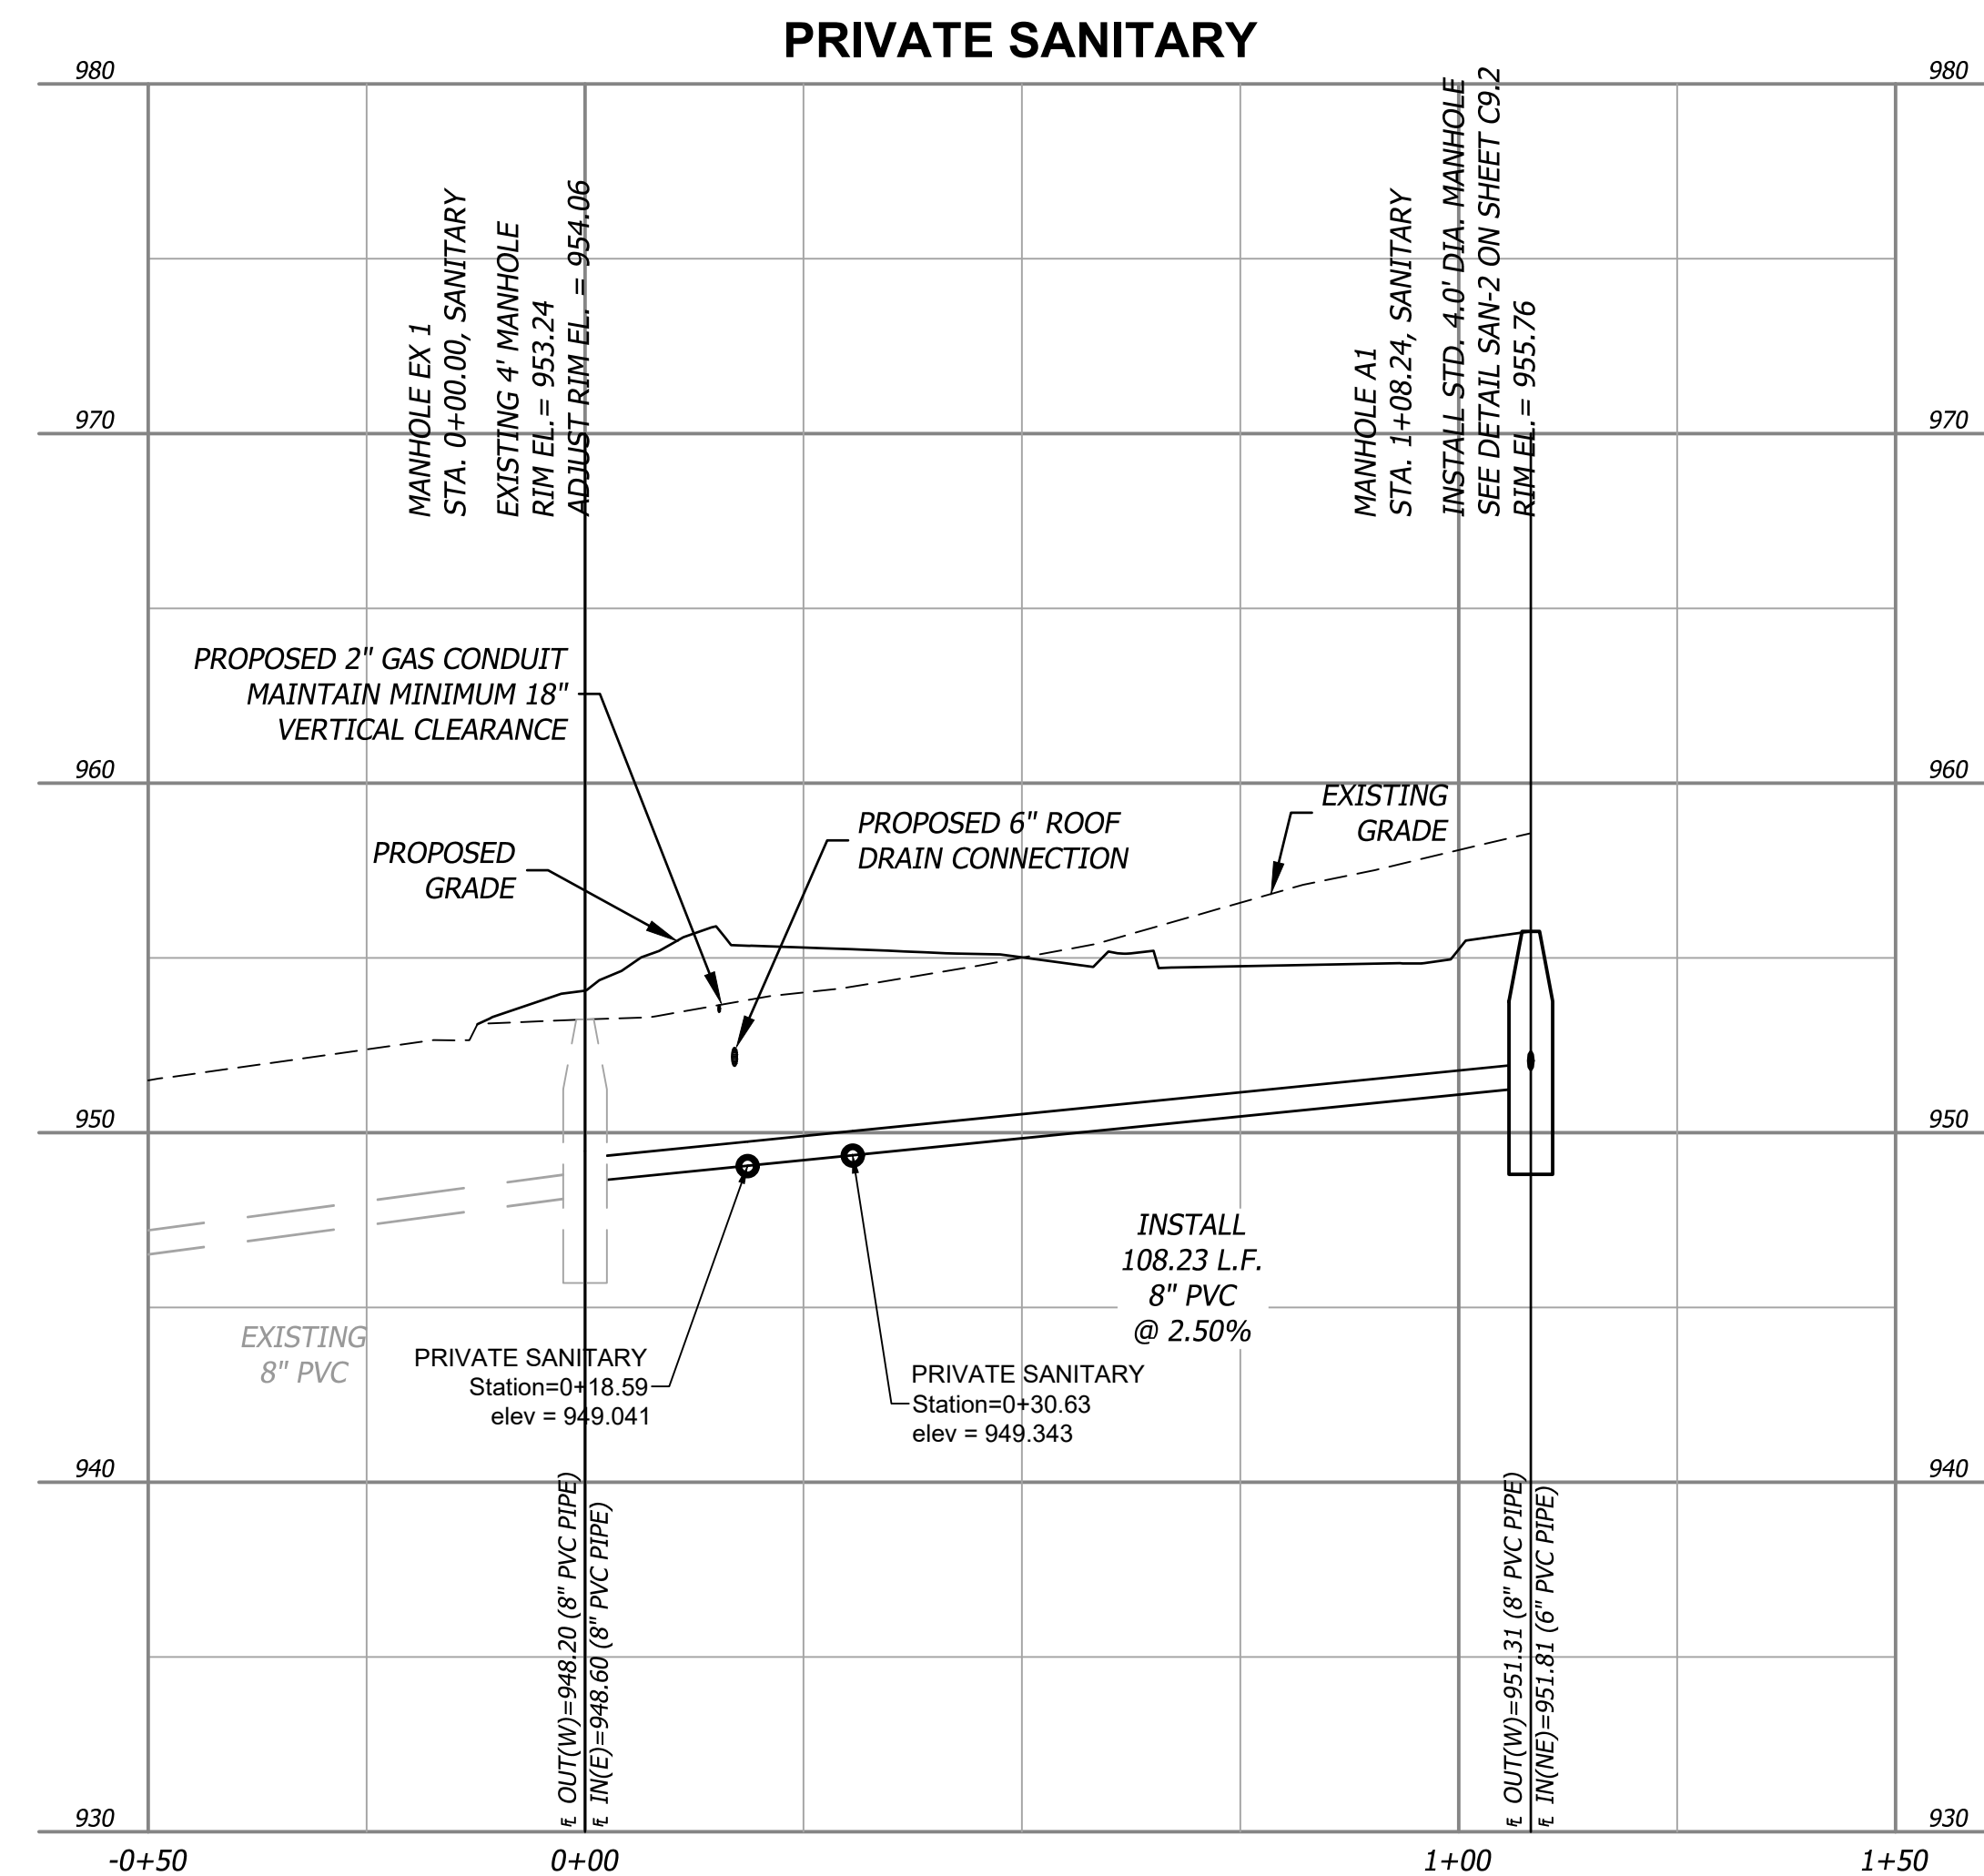 PRIVATE SANITARY
980
980
MANHOLE EX 1
STA. 0+00.00, SANITARY
EXISTING 4' MANHOLE
RIM EL.= 953.24
ADJUST RIM EL. = 954.06
MANHOLE A1
STA. 1+08.24, SANITARY
INSTALL STD. 4.0' DIA. MANHOLE
SEE DETAIL SAN-2 ON SHEET C9.2
RIM EL.= 955.76
970
970
PROPOSED 2" GAS CONDUIT
MAINTAIN MINIMUM 18"
VERTICAL CLEARANCE
960
960
EXISTING
GRADE
PROPOSED 6" ROOF
DRAIN CONNECTION
PROPOSED
GRADE
950
950
INSTALL
108.23 L.F.
8" PVC
@ 2.50%
EXISTING
8" PVC
PRIVATE SANITARY
Station=0+18.59
elev = 949.041
PRIVATE SANITARY
Station=0+30.63
elev = 949.343
940
940
℄ OUT(W)=948.20 (8" PVC PIPE)
℄ IN(E)=948.60 (8" PVC PIPE)
℄ OUT(W)=951.31 (8" PVC PIPE)
℄ IN(NE)=951.81 (6" PVC PIPE)
930
930
-0+50
0+00
1+00
1+50